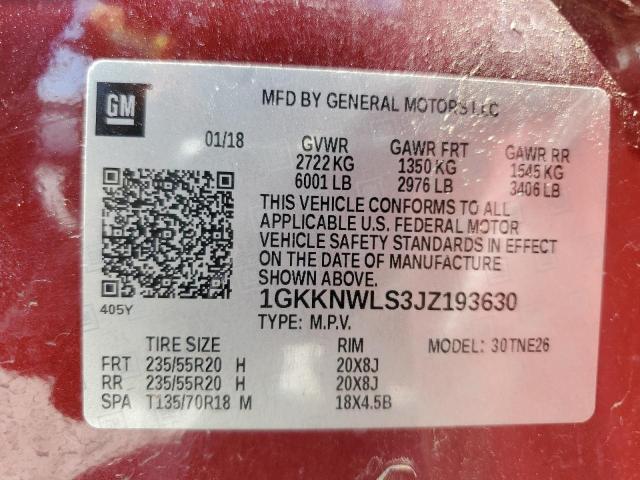 GM
MFD BY GENERAL MOTORS LLC
01/18
GVWR GAWR FRT GAWR RR
2722 KG 1350 KG 1545 KG
6001 LB 2976 LB 3406 LB
THIS VEHICLE CONFORMS TO ALL
APPLICABLE U.S. FEDERAL MOTOR
VEHICLE SAFETY STANDARDS IN EFFECT
ON THE DATE OF MANUFACTURE
SHOWN ABOVE.
1GKKNWLS3JZ193630
405Y
TYPE: M.P.V.
TIRE SIZE RIM MODEL: 30TNE26
FRT 235/55R20 H 20X8J
RR 235/55R20 H 20X8J
SPA T135/70R18 M 18X4.5B